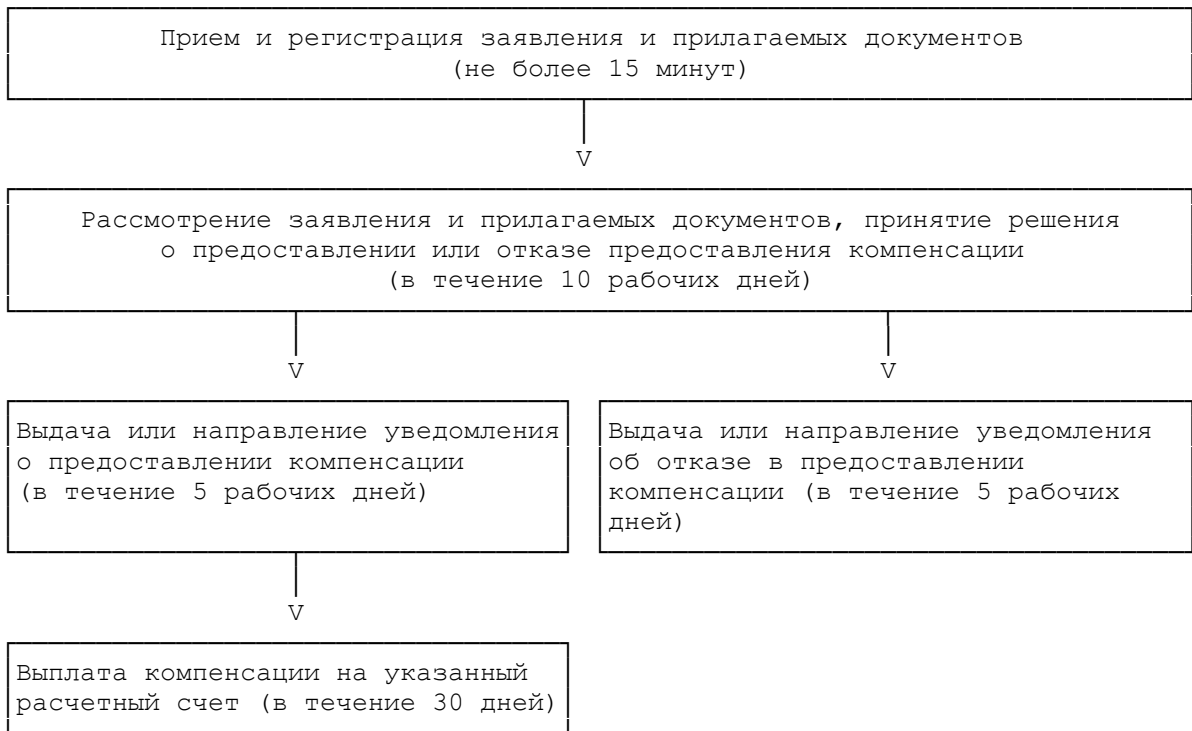 Прием и регистрация заявления и прилагаемых документов
(не более 15 минут)
V
Рассмотрение заявления и прилагаемых документов, принятие решения
о предоставлении или отказе предоставления компенсации
(в течение 10 рабочих дней)
V V
Выдача или направление уведомления
о предоставлении компенсации
(в течение 5 рабочих дней)
Выдача или направление уведомления
об отказе в предоставлении
компенсации (в течение 5 рабочих
дней)
V
Выплата компенсации на указанный
расчетный счет (в течение 30 дней)